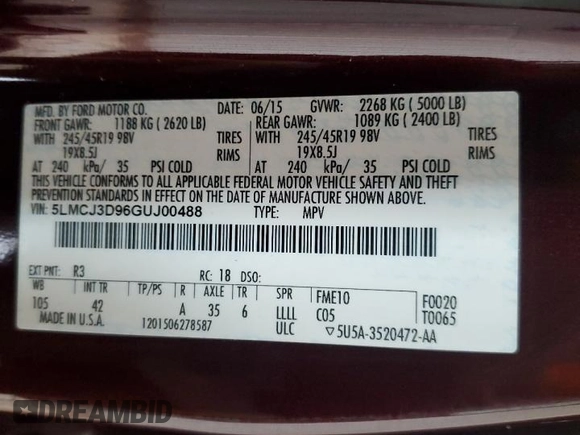 MFD. BY FORD MOTOR CO. DATE: 06/15 GVWR: 2268 KG ( 5000 LB)
FRONT GAWR: 1188 KG ( 2620 LB) REAR GAWR: 1089 KG ( 2400 LB)
WITH 245/45R19 98V TIRES WITH 245/45R19 98V TIRES
19X8.5J RIMS 19X8.5J RIMS
AT 240 kPa/ 35 PSI COLD AT 240 kPa/ 35 PSI COLD
THIS VEHICLE CONFORMS TO ALL APPLICABLE FEDERAL MOTOR VEHICLE SAFETY AND THEFT
PREVENTION STANDARDS IN EFFECT ON THE DATE OF MANUFACTURE SHOWN ABOVE.
VIN: 5LMCJ3D96GUJ00488 TYPE: MPV
EXT PNT: R3 RC: 18 DSO:
WB INT TR TP/PS R AXLE TR SPR FME10 F0020
105 42 A 35 6 LLLL C05 T0065
MADE IN U.S.A. 1201506278587 ULC ▽5U5A-3520472-AA
DREAMBID